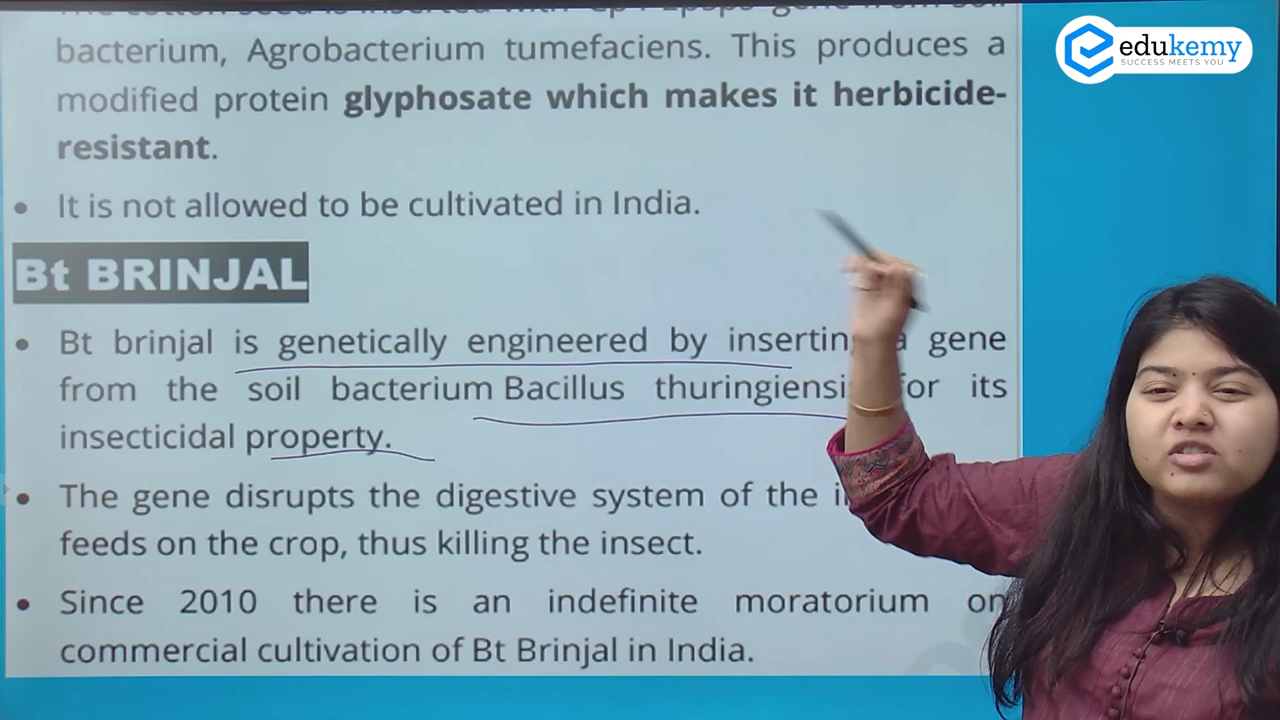 bacterium, Agrobacterium tumefaciens. This produces a
modified protein glyphosate which makes it herbicide-
resistant.
• It is not allowed to be cultivated in India.
Bt BRINJAL
• Bt brinjal is genetically engineered by inserting a gene
from the soil bacterium Bacillus thuringiensi for its
insecticidal property.
• The gene disrupts the digestive system of the
feeds on the crop, thus killing the insect.
• Since 2010 there is an indefinite moratorium on
commercial cultivation of Bt Brinjal in India.
edukemy
SUCCESS MEETS YOU